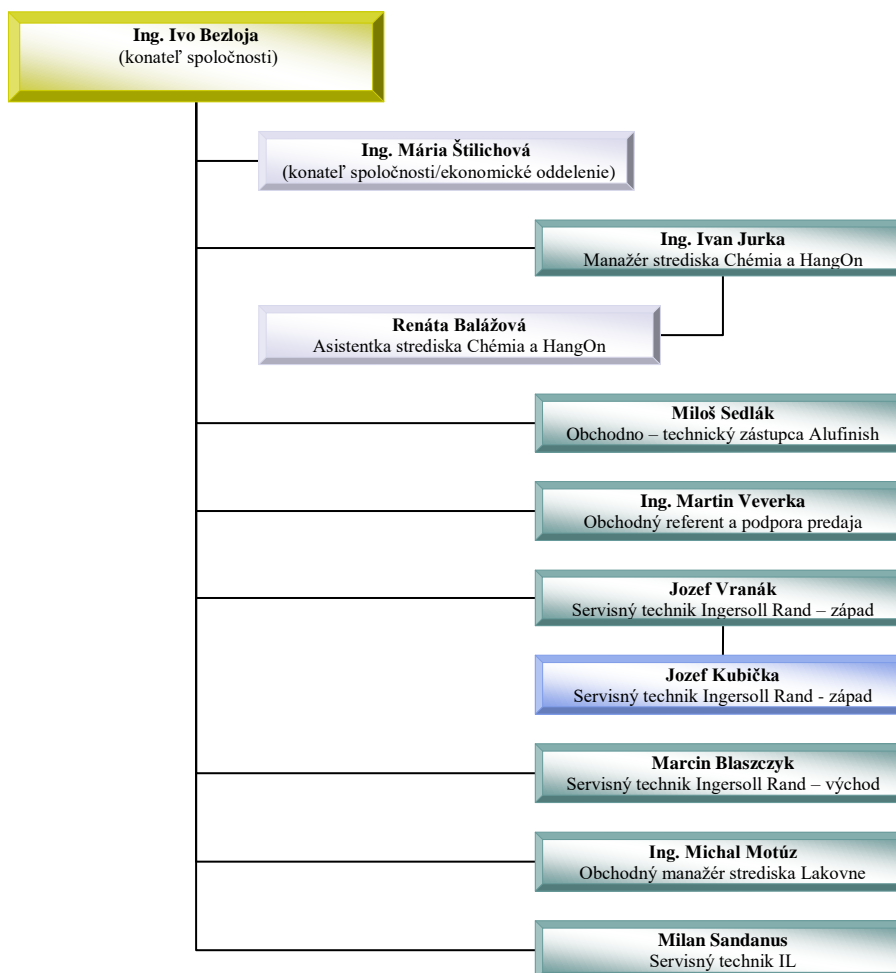 Ing. Ivo Bezloja
(konateľ spoločnosti)
Ing. Mária Štilichová
(konateľ spoločnosti/ekonomické oddelenie)
Ing. Ivan Jurka
Manažér strediska Chémia a HangOn
Renáta Balážová
Asistentka strediska Chémia a HangOn
Miloš Sedlák
Obchodno – technický zástupca Alufinish
Ing. Martin Veverka
Obchodný referent a podpora predaja
Jozef Vranák
Servisný technik Ingersoll Rand – západ
Jozef Kubička
Servisný technik Ingersoll Rand - západ
Marcin Blaszczyk
Servisný technik Ingersoll Rand – východ
Ing. Michal Motúz
Obchodný manažér strediska Lakovne
Milan Sandanus
Servisný technik IL